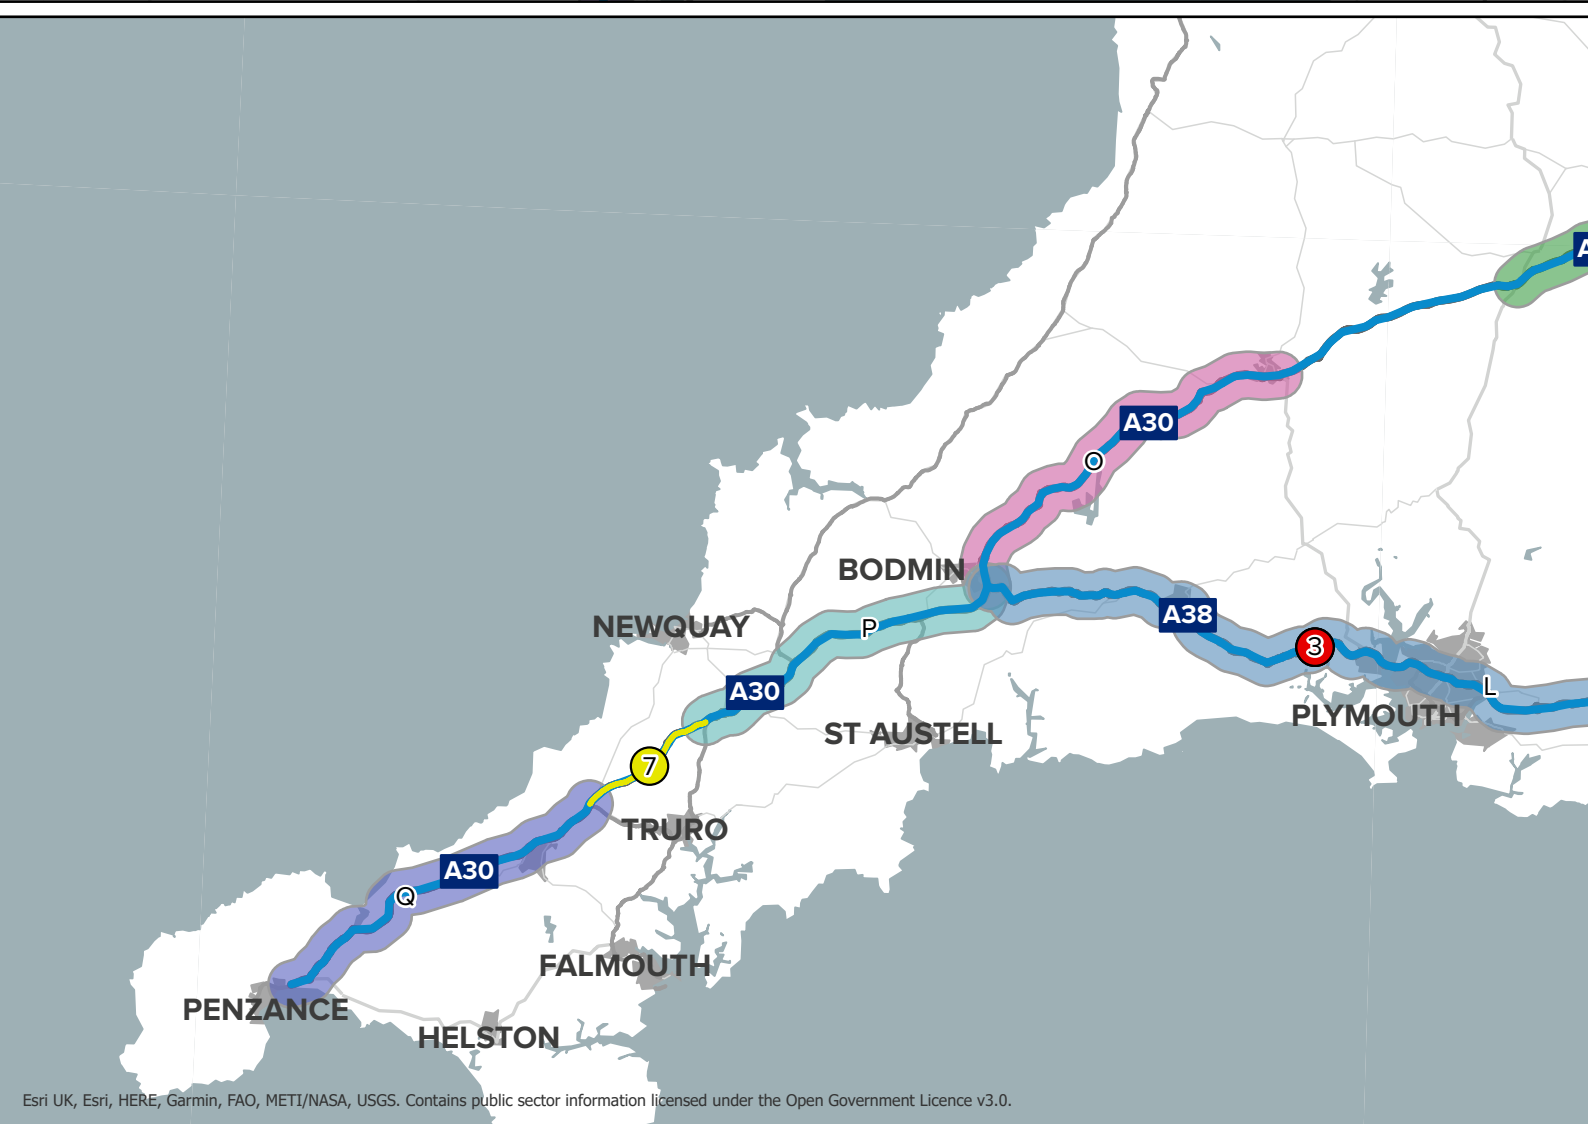 A
A30
O
BODMIN
A38
NEWQUAY
P
3
L
A30
PLYMOUTH
ST AUSTELL
7
TRURO
A30
Q
FALMOUTH
PENZANCE
HELSTON
Esri UK, Esri, HERE, Garmin, FAO, METI/NASA, USGS. Contains public sector information licensed under the Open Government Licence v3.0.